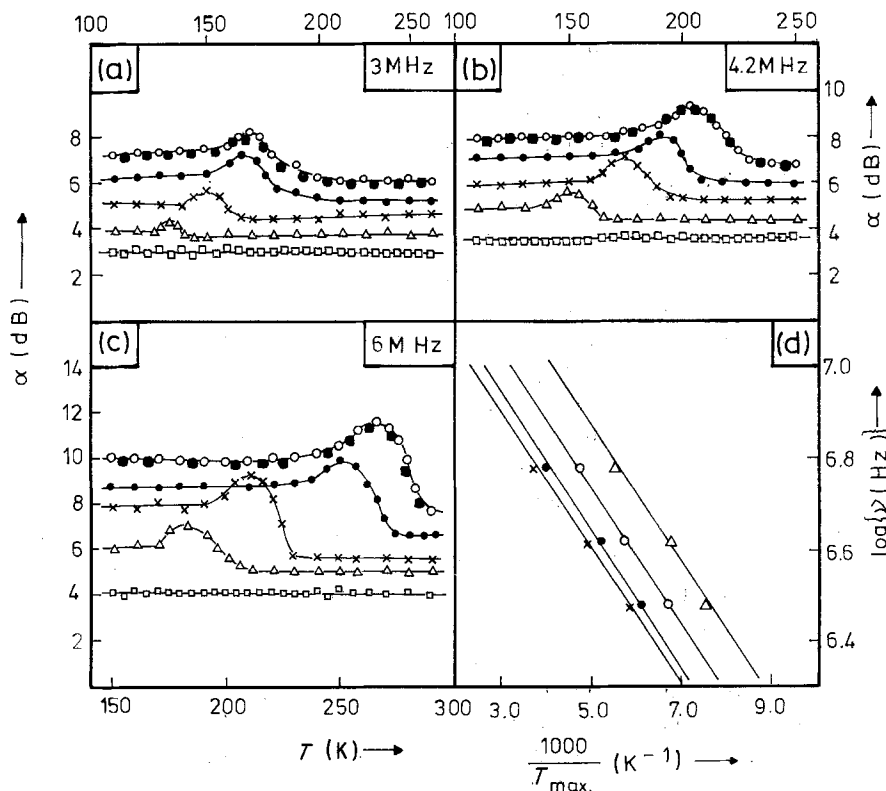 100 150 200 250 100 150 200 250
(a) 3MHz (b) 4.2MHz
8
6
4
2
10
8
6
4
2
α (dB)
α (dB)
(c) 6 M Hz (d)
14
12
10
8
6
4
2
7.0
6.8
6.6
6.4
log{ν (Hz)}
150 200 250 300 3.0 5.0 7.0 9.0
T (K)
1000
T max. (K⁻¹)